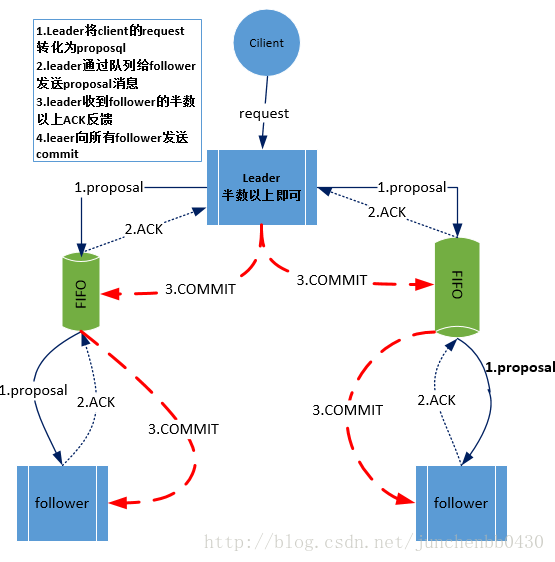 1.Leader将client的request
转化为proposql
2.leader通过队列给follower
发送proposal消息
3.leader收到follower的半数
以上ACK反馈
4.leaer向所有follower发送
commit
Cilient
request
Leader
半数以上即可
1.proposal
1.proposal
2.ACK
2.ACK
FIFO
FIFO
3.COMMIT
3.COMMIT
1.proposal
1.proposal
2.ACK
2.ACK
3.COMMIT
3.COMMIT
follower
follower
http://blog.csdn.net/junchenbb0430